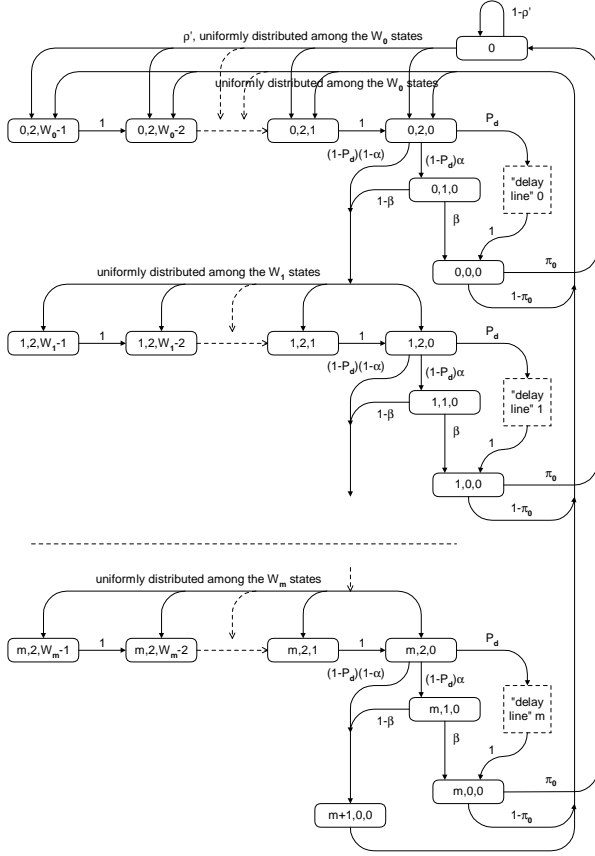 1-ρ'
ρ', uniformly distributed among the W0 states
0
uniformly distributed among the W0 states
0,2,W0-1
1
0,2,W0-2
0,2,1
1
0,2,0
Pd
(1-Pd)(1-α)
(1-Pd)α
"delay
line" 0
0,1,0
1-β
β
1
0,0,0
π0
1-π0
uniformly distributed among the W1 states
1,2,W1-1
1
1,2,W1-2
1,2,1
1
1,2,0
Pd
(1-Pd)(1-α)
(1-Pd)α
"delay
line" 1
1,1,0
1-β
β
1
1,0,0
π0
1-π0
uniformly distributed among the Wm states
m,2,Wm-1
1
m,2,Wm-2
m,2,1
1
m,2,0
Pd
(1-Pd)(1-α)
(1-Pd)α
"delay
line" m
m,1,0
1-β
β
1
m,0,0
π0
m+1,0,0
1-π0